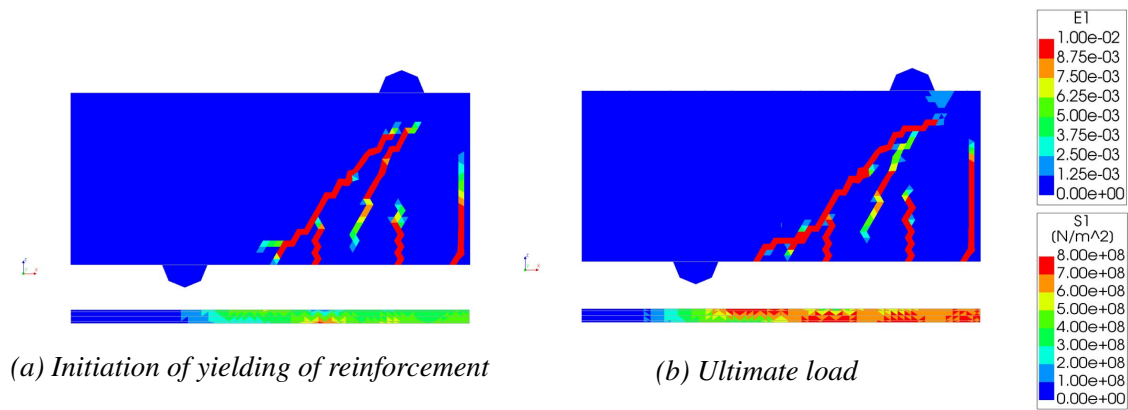 E1
1.00e-02
8.75e-03
7.50e-03
6.25e-03
5.00e-03
3.75e-03
2.50e-03
1.25e-03
0.00e+00
S1
(N/m^2)
8.00e+08
7.00e+08
6.00e+08
5.00e+08
4.00e+08
3.00e+08
2.00e+08
1.00e+08
0.00e+00
(a) Initiation of yielding of reinforcement
(b) Ultimate load